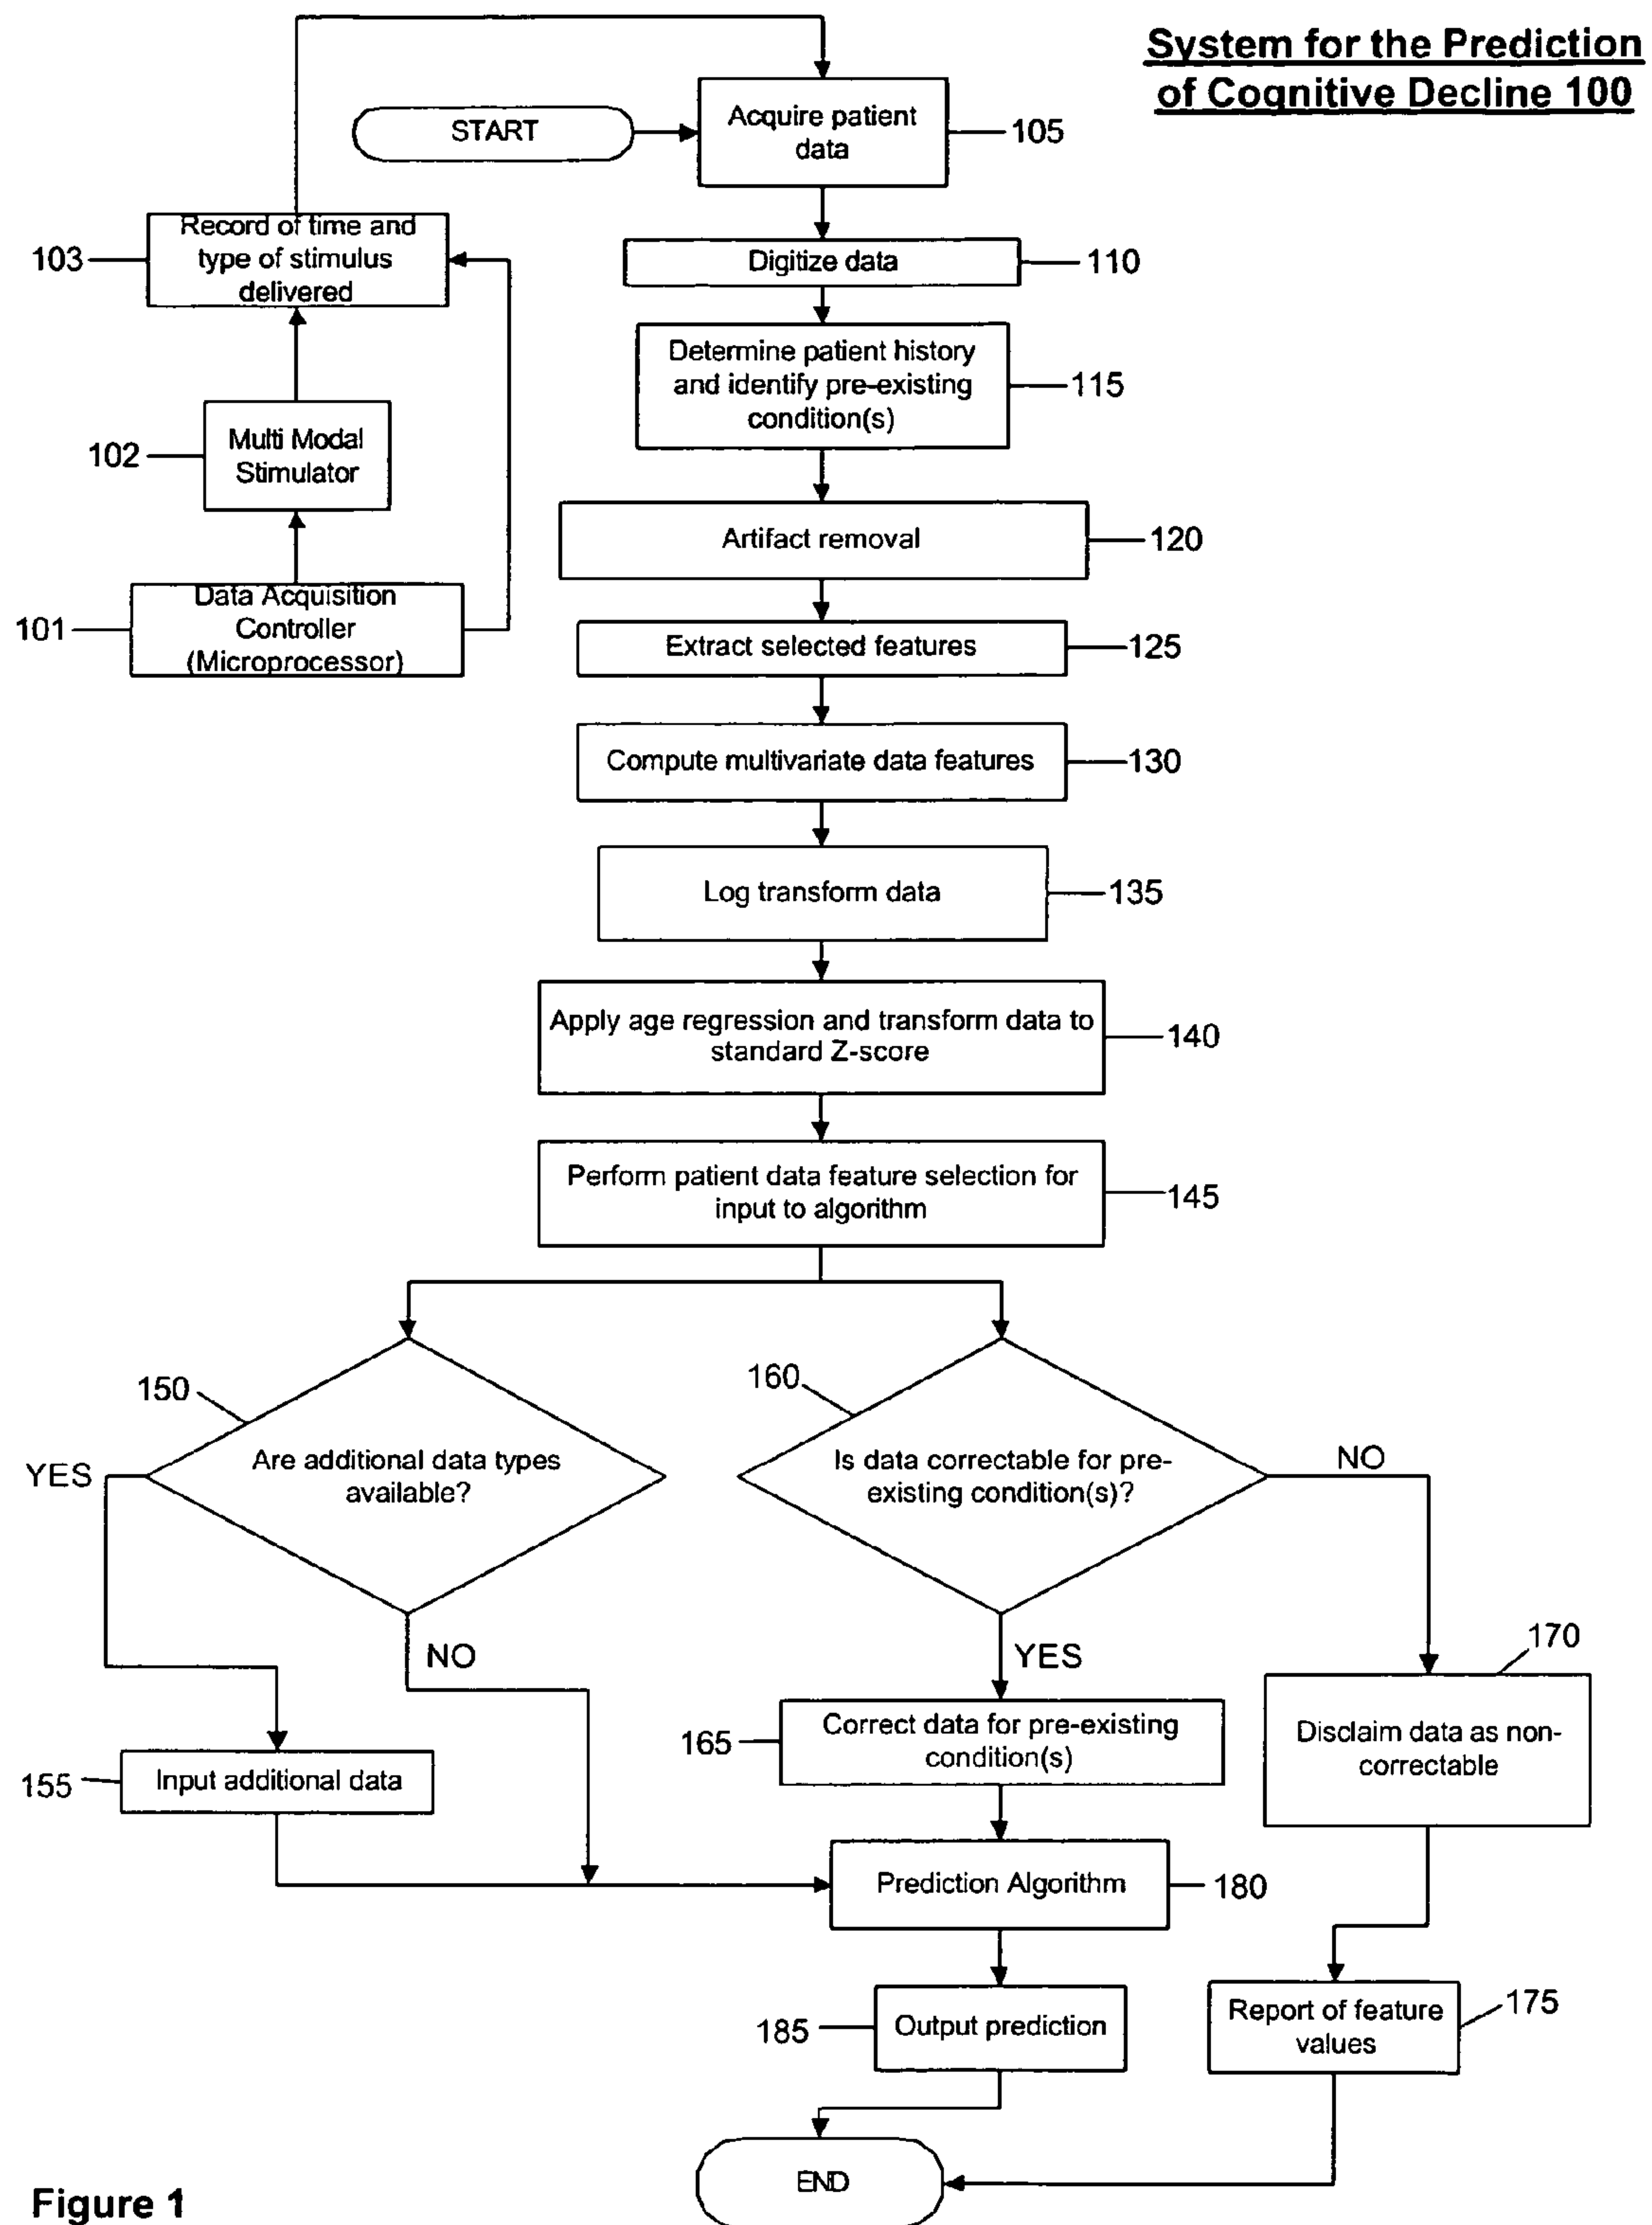 System for the Prediction
of Cognitive Decline 100
START
Acquire patient
data
105
103
Record of time and
type of stimulus
delivered
Digitize data
110
Determine patient history
and identify pre-existing
condition(s)
115
102
Multi Modal
Stimulator
Artifact removal
120
101
Data Acquisition
Controller
(Microprocessor)
Extract selected features
125
Compute multivariate data features
130
Log transform data
135
Apply age regression and transform data to
standard Z-score
140
Perform patient data feature selection for
input to algorithm
145
150
160
YES
Are additional data types
available?
Is data correctable for pre-
existing condition(s)?
NO
NO
YES
170
165
Correct data for pre-existing
condition(s)
Disclaim data as non-
correctable
155
Input additional data
Prediction Algorithm
180
185
Output prediction
Report of feature
values
175
END
Figure 1